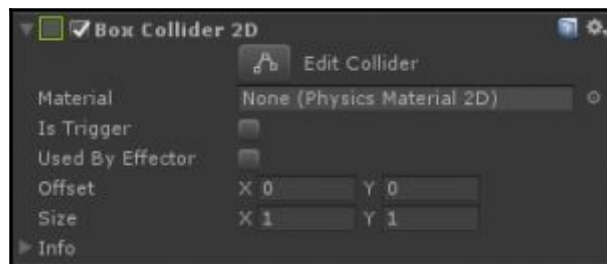 Box Collider 2D
Edit Collider
Material None (Physics Material 2D)
Is Trigger
Used By Effector
Offset X 0 Y 0
Size X 1 Y 1
Info